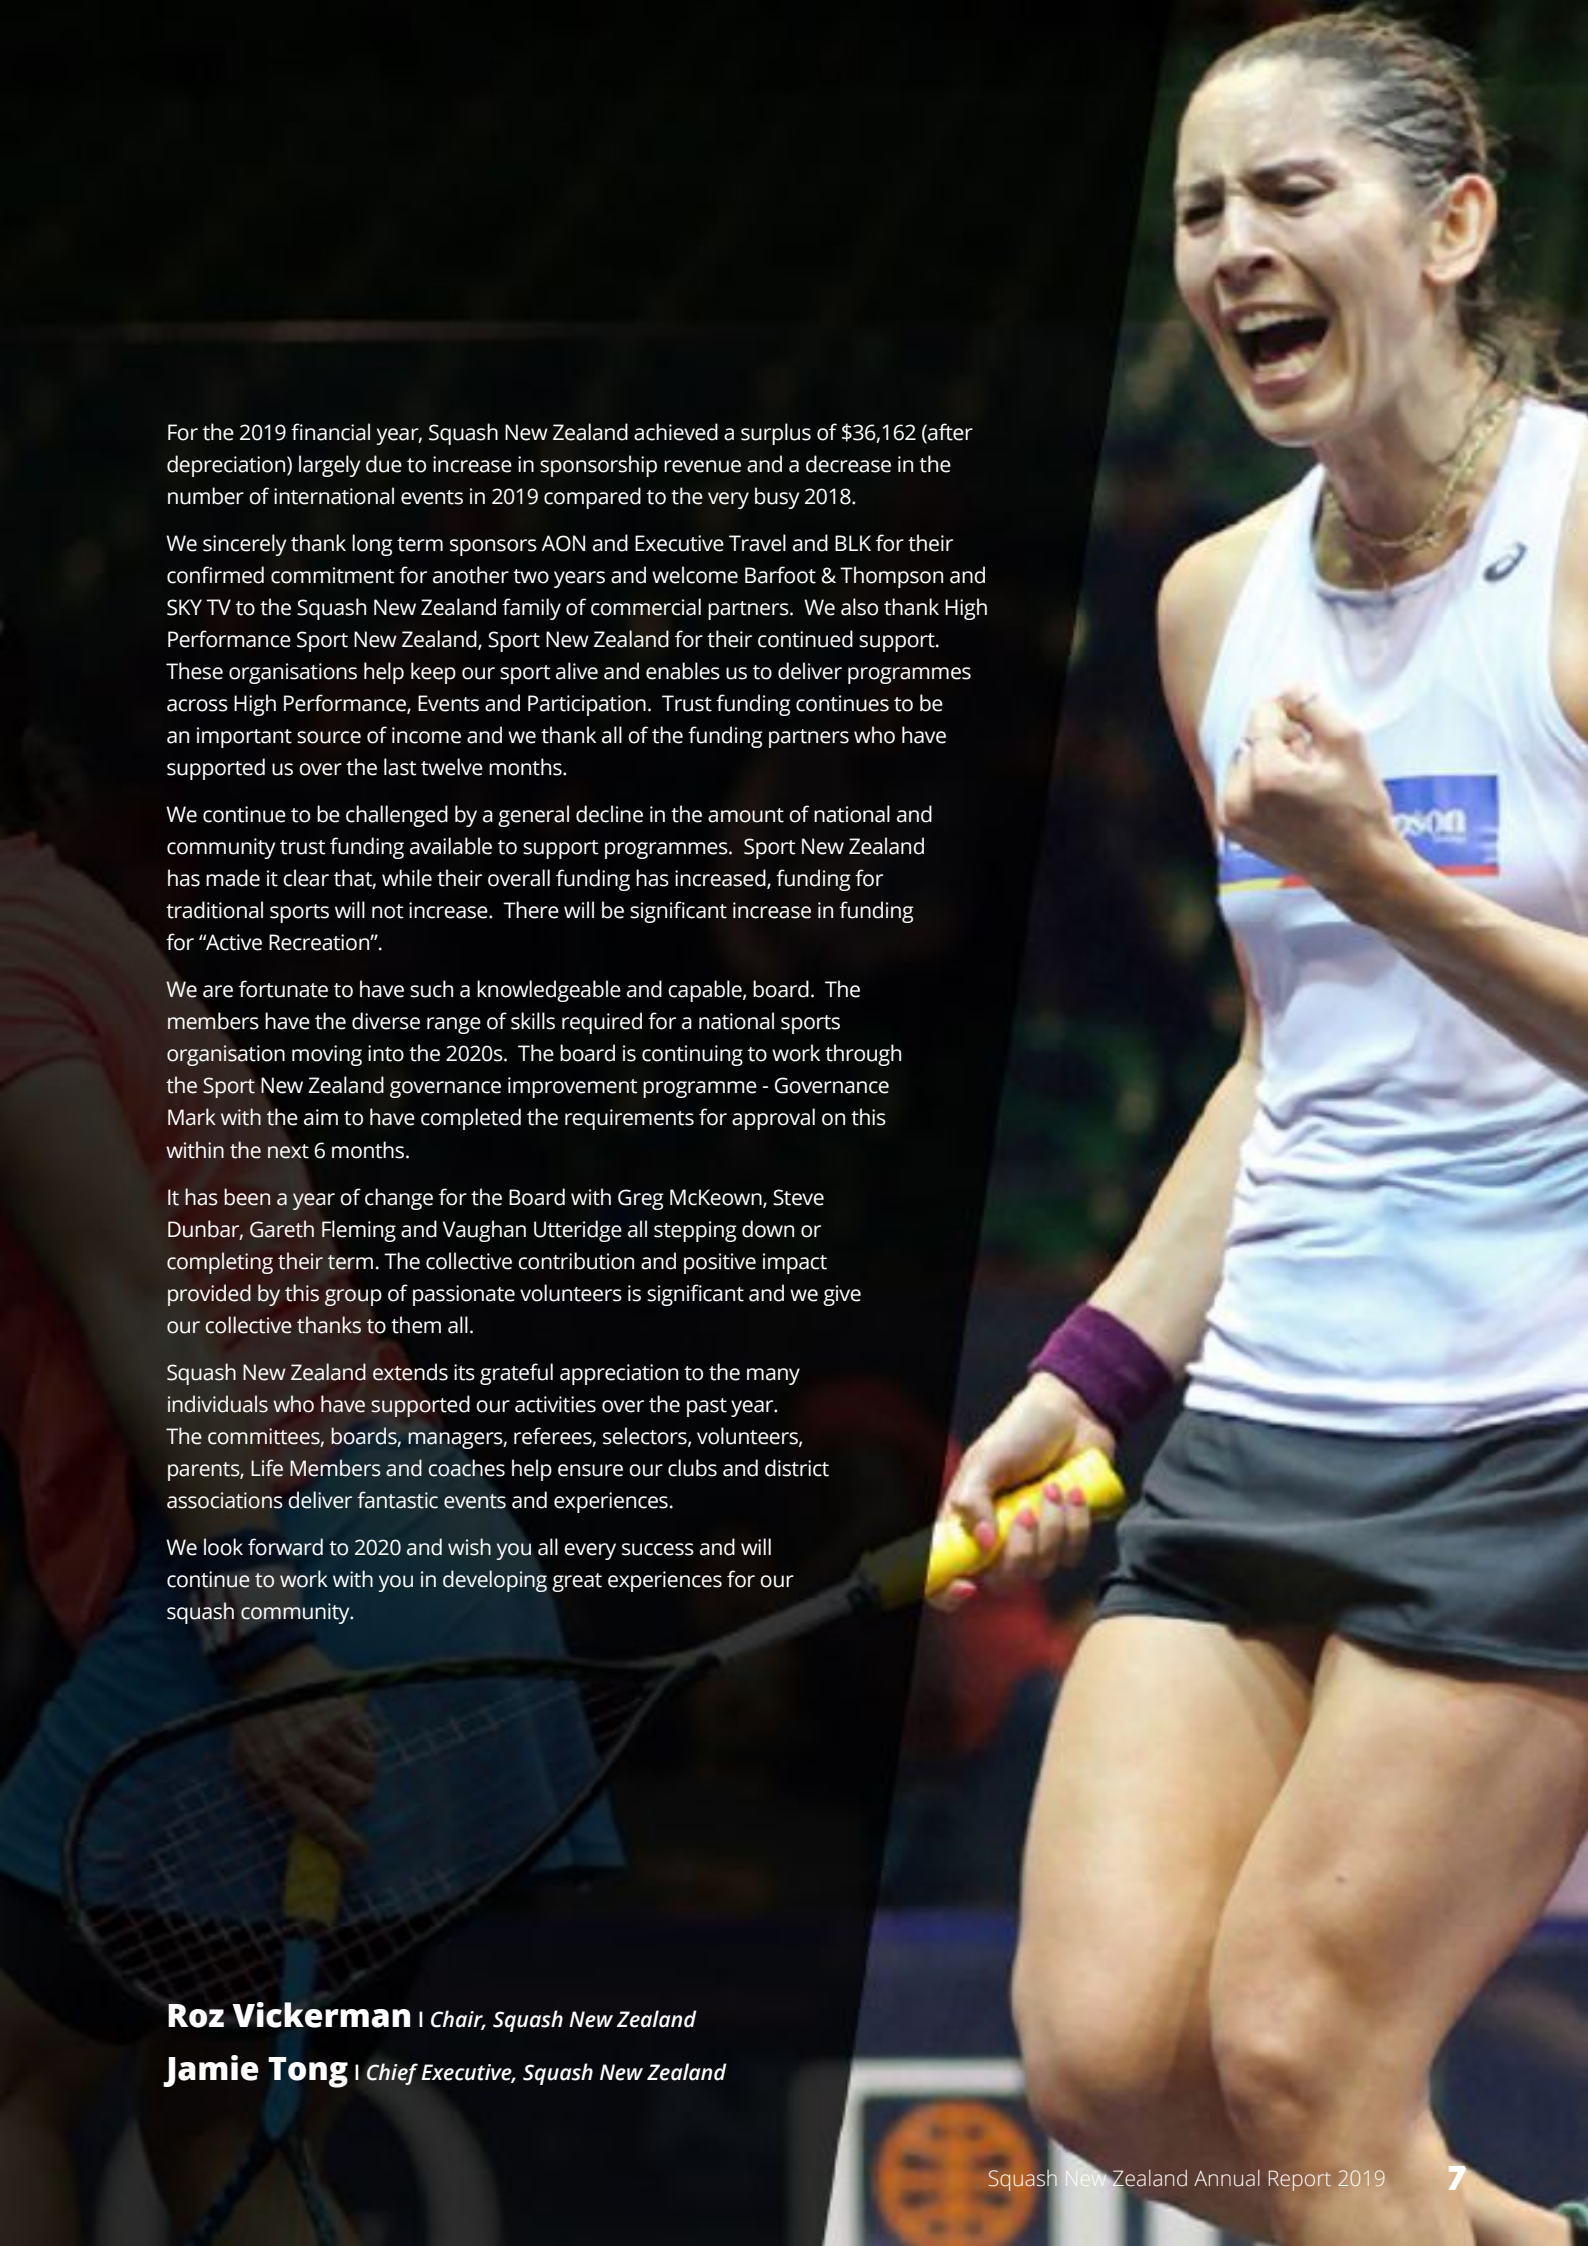 For the 2019 financial year, Squash New Zealand achieved a surplus of $36,162 (after
depreciation) largely due to increase in sponsorship revenue and a decrease in the
number of international events in 2019 compared to the very busy 2018.
We sincerely thank long term sponsors AON and Executive Travel and BLK for their
confirmed commitment for another two years and welcome Barfoot & Thompson and
SKY TV to the Squash New Zealand family of commercial partners.  We also thank High
Performance Sport New Zealand, Sport New Zealand for their continued support.
These organisations help keep our sport alive and enables us to deliver programmes
across High Performance, Events and Participation.  Trust funding continues to be
an important source of income and we thank all of the funding partners who have
supported us over the last twelve months.
We continue to be challenged by a general decline in the amount of national and
community trust funding available to support programmes.  Sport New Zealand
has made it clear that, while their overall funding has increased, funding for
traditional sports will not increase.  There will be significant increase in funding
for “Active Recreation”.
We are fortunate to have such a knowledgeable and capable, board.  The
members have the diverse range of skills required for a national sports
organisation moving into the 2020s.  The board is continuing to work through
the Sport New Zealand governance improvement programme - Governance
Mark with the aim to have completed the requirements for approval on this
within the next 6 months.
It has been a year of change for the Board with Greg McKeown, Steve
Dunbar, Gareth Fleming and Vaughan Utteridge all stepping down or
completing their term. The collective contribution and positive impact
provided by this group of passionate volunteers is significant and we give
our collective thanks to them all.
Squash New Zealand extends its grateful appreciation to the many
individuals who have supported our activities over the past year.
The committees, boards, managers, referees, selectors, volunteers,
parents, Life Members and coaches help ensure our clubs and district
associations deliver fantastic events and experiences.
We look forward to 2020 and wish you all every success and will
continue to work with you in developing great experiences for our
squash community.
pson
Roz Vickerman | Chair, Squash New Zealand
Jamie Tong | Chief Executive, Squash New Zealand
Squash New Zealand Annual Report 2019 7